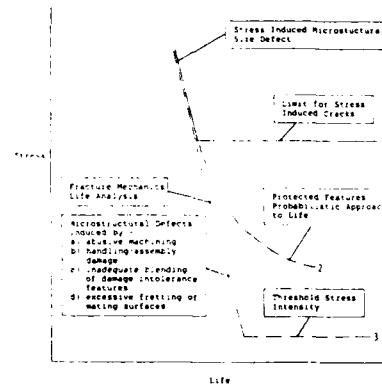 Stress Induced Microstuctura
Size Defect
Limit for Stress
Induced Cracks
Stress
Fracture Mechanics
Life Analysis
Protected Features
Probabilistic Approac
to Life
Microstructural Defects
induced by -
a) abusive machining
b) handling-assembly
damage
c) inadequate blending
of damage intolerance
features
d) excessive fretting of
mating surfaces
2
Threshold Stress
Intensity
3
Life